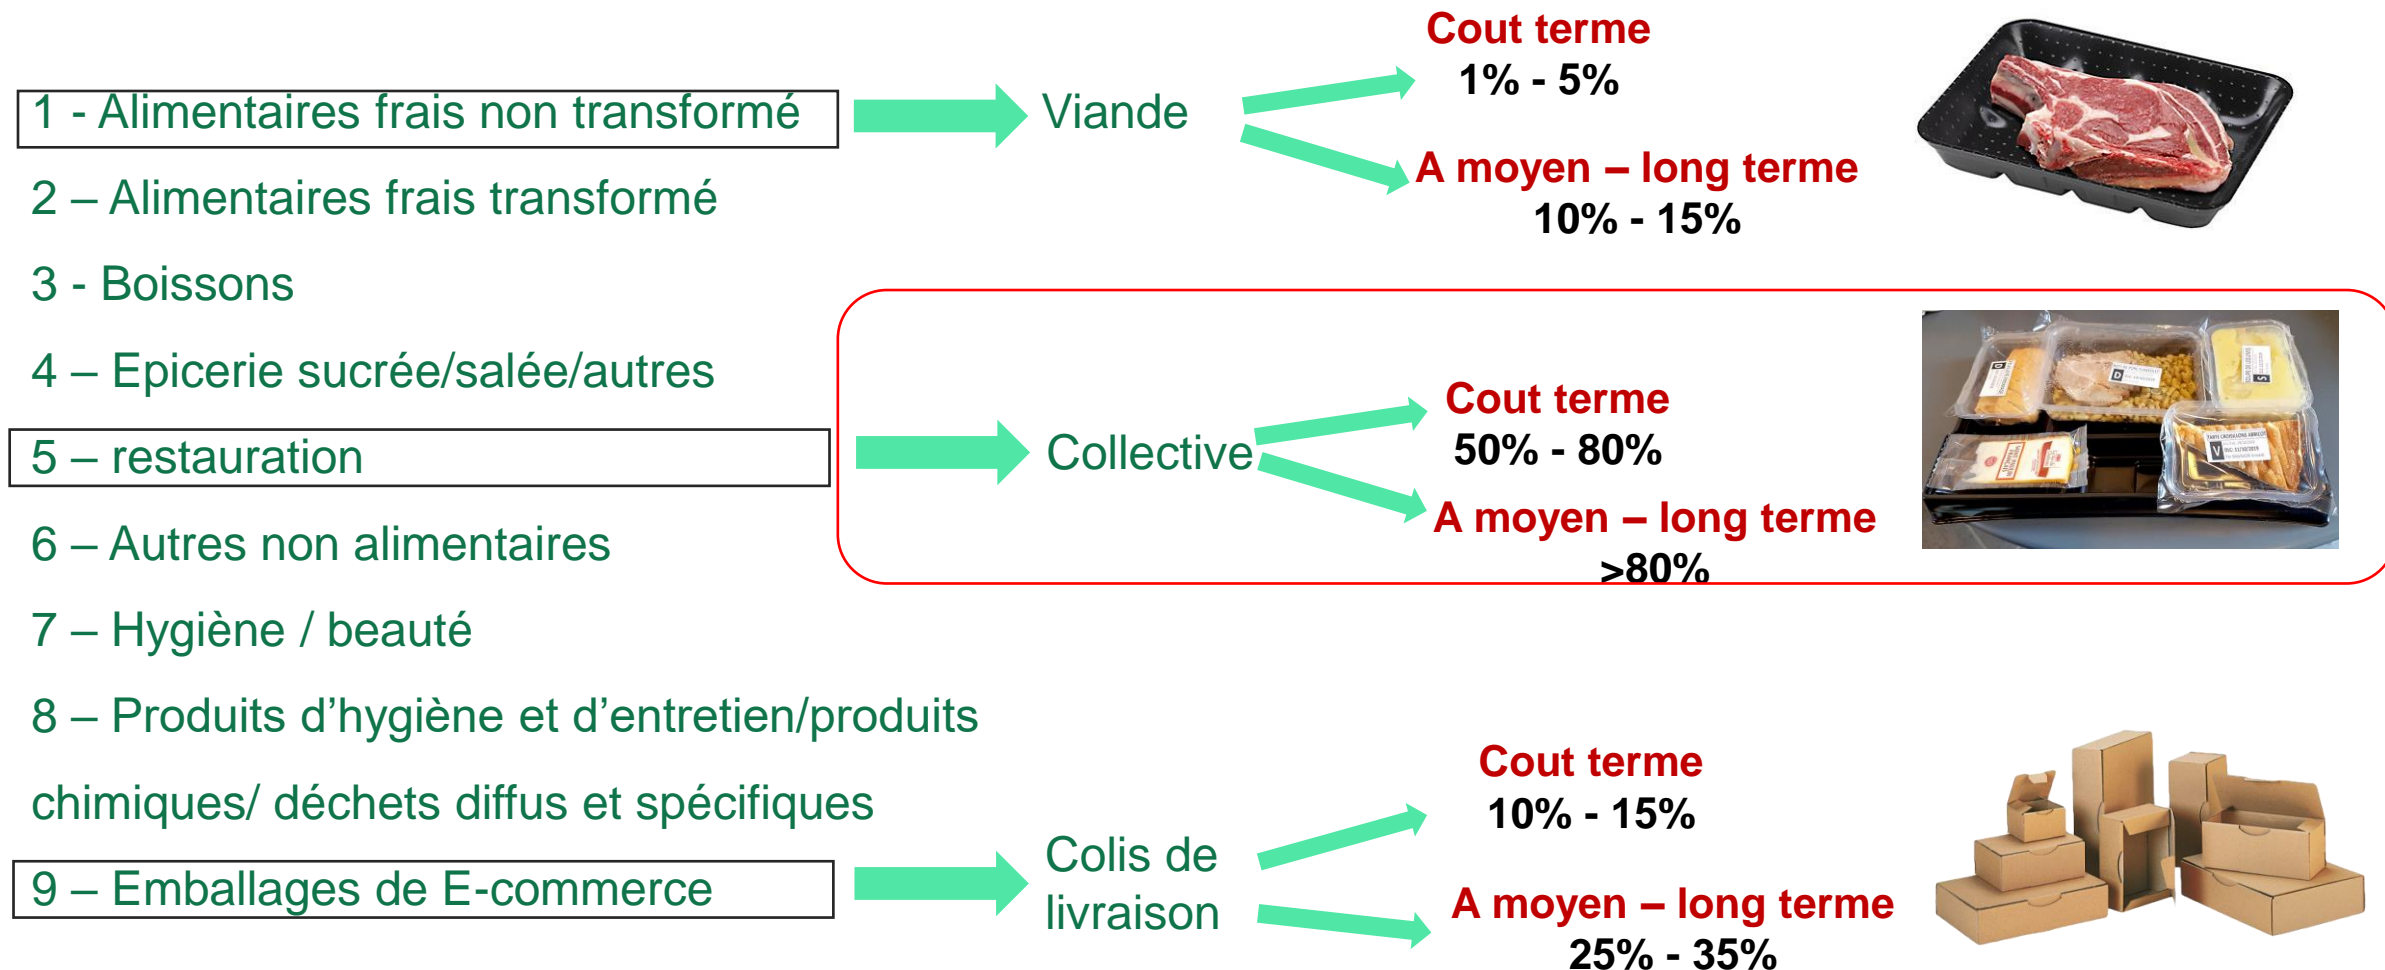 1 - Alimentaires frais non transformé
2 – Alimentaires frais transformé
3 - Boissons
4 – Epicerie sucrée/salée/autres
5 – restauration
6 – Autres non alimentaires
7 – Hygiène / beauté
8 – Produits d’hygiène et d’entretien/produits
chimiques/ déchets diffus et spécifiques
9 – Emballages de E-commerce
Viande
Cout terme
1% - 5%
A moyen – long terme
10% - 15%
Collective
Cout terme
50% - 80%
A moyen – long terme
>80%
D
D
S
V
Colis de
livraison
Cout terme
10% - 15%
A moyen – long terme
25% - 35%